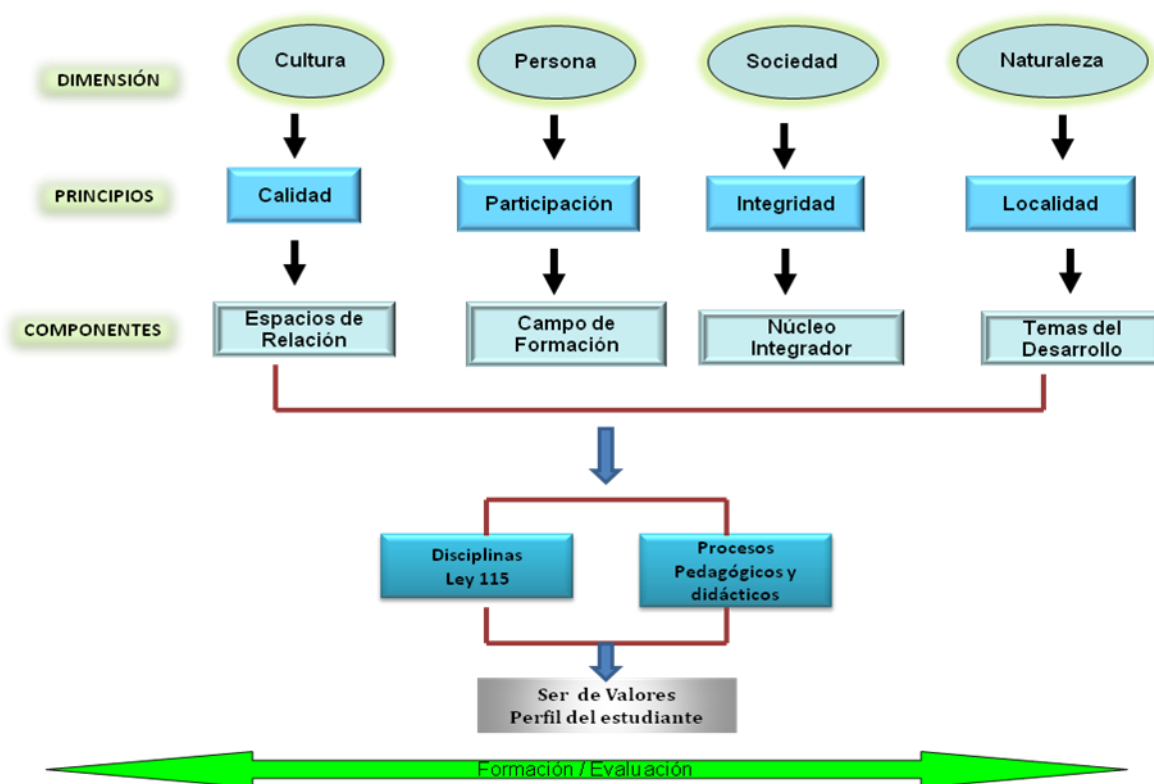 DIMENSIÓN
Cultura
Persona
Sociedad
Naturaleza
PRINCIPIOS
Calidad
Participación
Integridad
Localidad
COMPONENTES
Espacios de
Relación
Campo de
Formación
Núcleo
Integrador
Temas del
Desarrollo
Disciplinas
Ley 115
Procesos
Pedagógicos y
didácticos
Ser de Valores
Perfil del estudiante
Formación / Evaluación